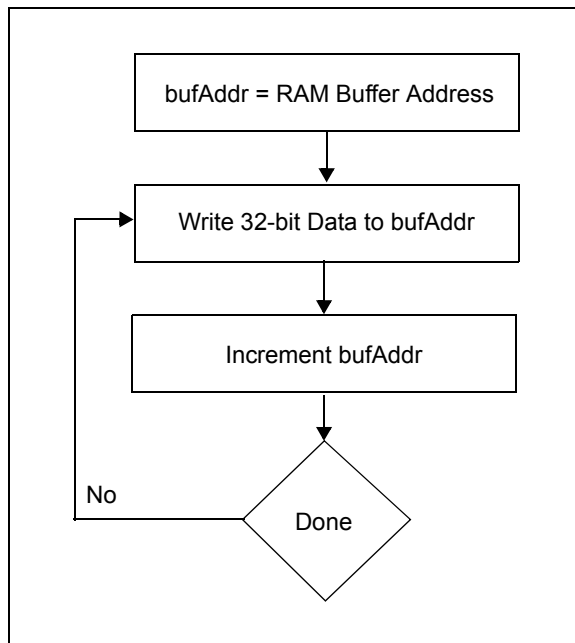 bufAddr = RAM Buffer Address
Write 32-bit Data to bufAddr
Increment bufAddr
No
Done